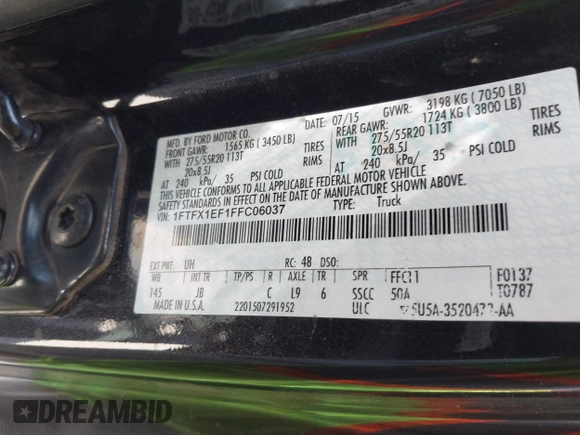 MFD. BY FORD MOTOR CO.
DATE: 07/15
GVWR: 3198 KG ( 7050 LB)
FRONT GAWR: 1565 KG ( 3450 LB)
REAR GAWR: 1724 KG ( 3800 LB)
WITH 275/55R20 113T TIRES
WITH 275/55R20 113T TIRES
20x8.5J RIMS
20x8.5J RIMS
AT 240 kPa/ 35 PSI COLD
AT 240 kPa/ 35 PSI COLD
THIS VEHICLE CONFORMS TO ALL APPLICABLE FEDERAL MOTOR VEHICLE
SAFETY STANDARDS IN EFFECT ON THE DATE OF MANUFACTURE SHOWN ABOVE.
VIN: 1FTFX1EF1FFC06037
TYPE: Truck
EXT PNT: UH RC: 48 DSO:
WB INT TR TP/PS R AXLE TR SPR FFC11 F0137
145 JB C L9 6 SSCC 50A T0787
MADE IN U.S.A. 2201507291952 ULC
DREAMBID